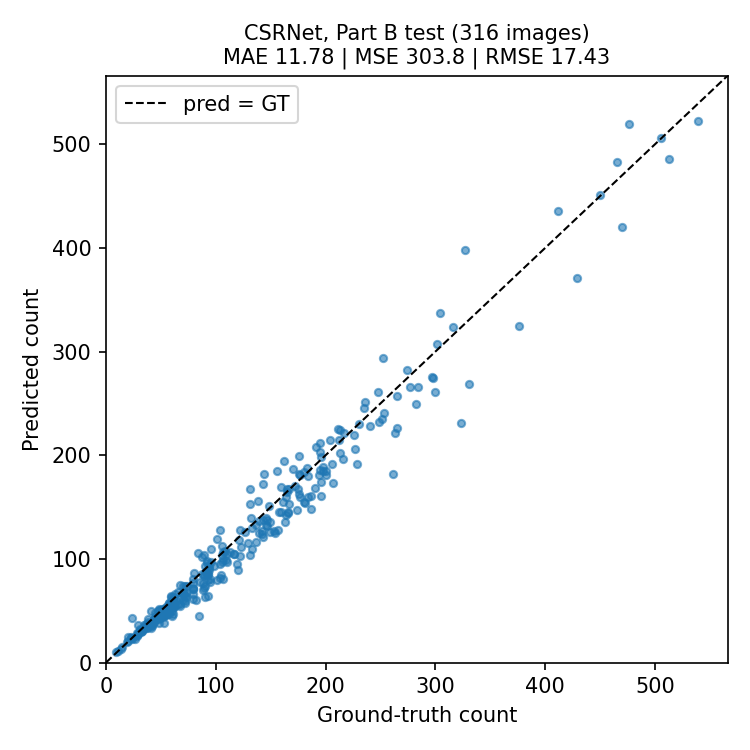 CSRNet, Part B test (316 images)
MAE 11.78 | MSE 303.8 | RMSE 17.43
pred = GT
500
400
300
200
100
0
Predicted count
0 100 200 300 400 500
Ground-truth count